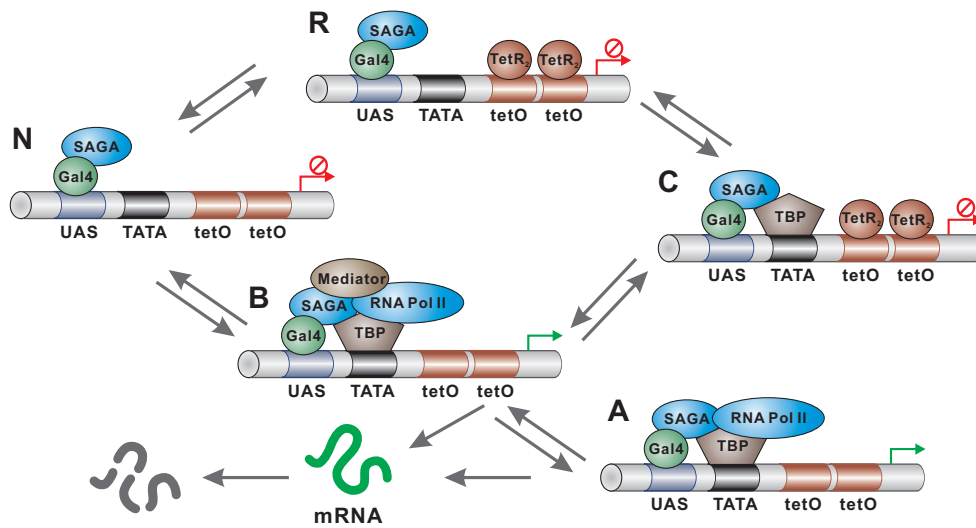 R
SAGA
Gal4
TetR₂ TetR₂
UAS TATA tetO tetO
N
SAGA
Gal4
UAS TATA tetO tetO
C
SAGA
Gal4 TBP TetR₂ TetR₂
UAS TATA tetO tetO
B
Mediator
SAGA RNA Pol II
Gal4 TBP
UAS TATA tetO tetO
A
SAGA RNA Pol II
Gal4 TBP
UAS TATA tetO tetO
mRNA